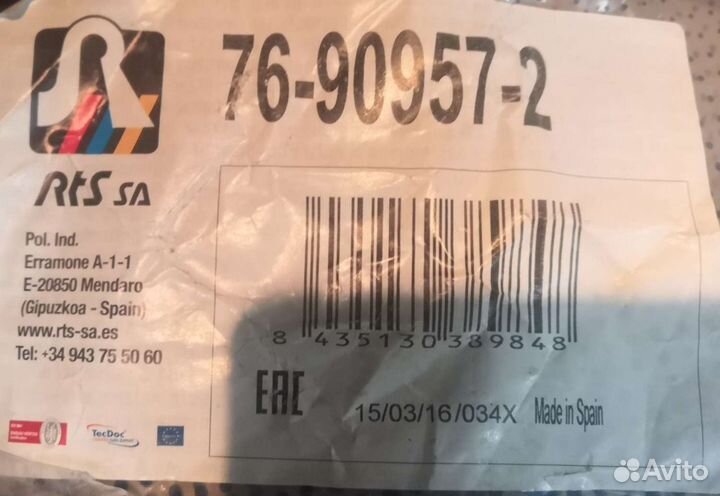 76-90957-2
RTS SA
Pol. Ind.
Erramone A-1-1
E-20850 Mendaro
(Gipuzkoa - Spain)
www.rts-sa.es
Tel: +34 943 75 50 60
8 435130 389848
EAC
15/03/16/034X Made in Spain
TecDoc
Avito